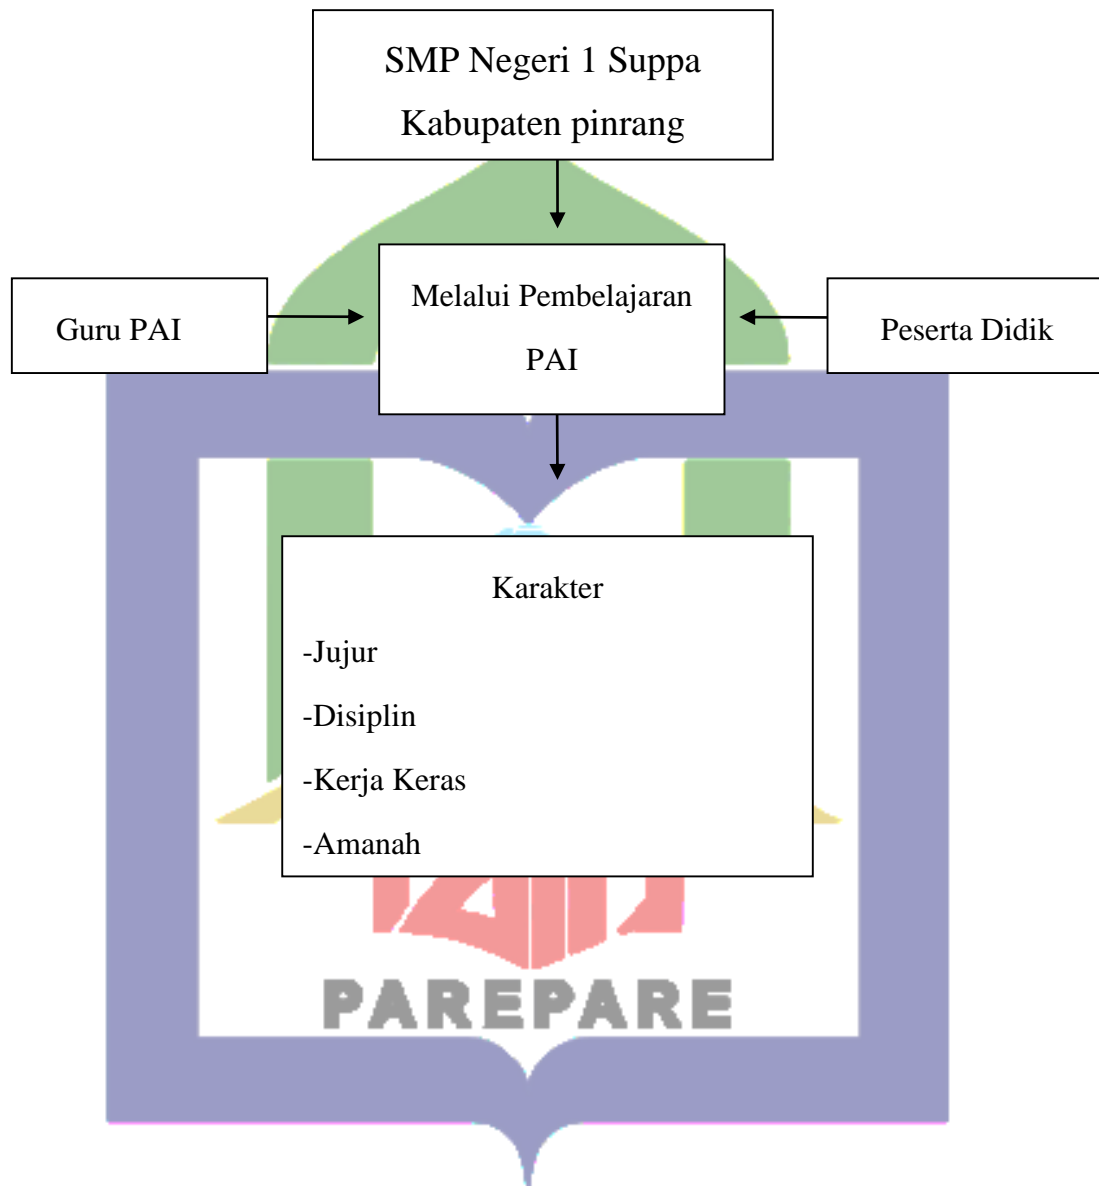 SMP Negeri 1 Suppa
Kabupaten pinrang
Guru PAI
Melalui Pembelajaran
PAI
Peserta Didik
Karakter
-Jujur
-Disiplin
-Kerja Keras
-Amanah
PAREPARE